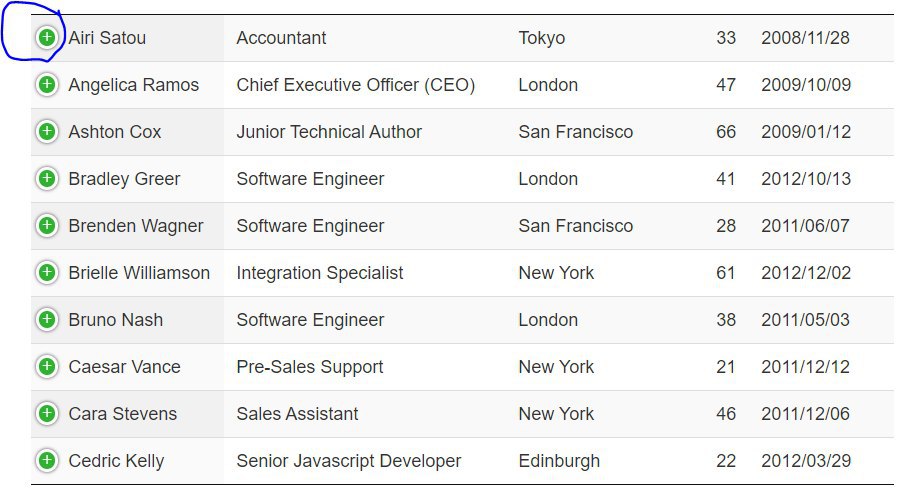 Airi Satou Accountant Tokyo 33 2008/11/28
Angelica Ramos Chief Executive Officer (CEO) London 47 2009/10/09
Ashton Cox Junior Technical Author San Francisco 66 2009/01/12
Bradley Greer Software Engineer London 41 2012/10/13
Brenden Wagner Software Engineer San Francisco 28 2011/06/07
Brielle Williamson Integration Specialist New York 61 2012/12/02
Bruno Nash Software Engineer London 38 2011/05/03
Caesar Vance Pre-Sales Support New York 21 2011/12/12
Cara Stevens Sales Assistant New York 46 2011/12/06
Cedric Kelly Senior Javascript Developer Edinburgh 22 2012/03/29